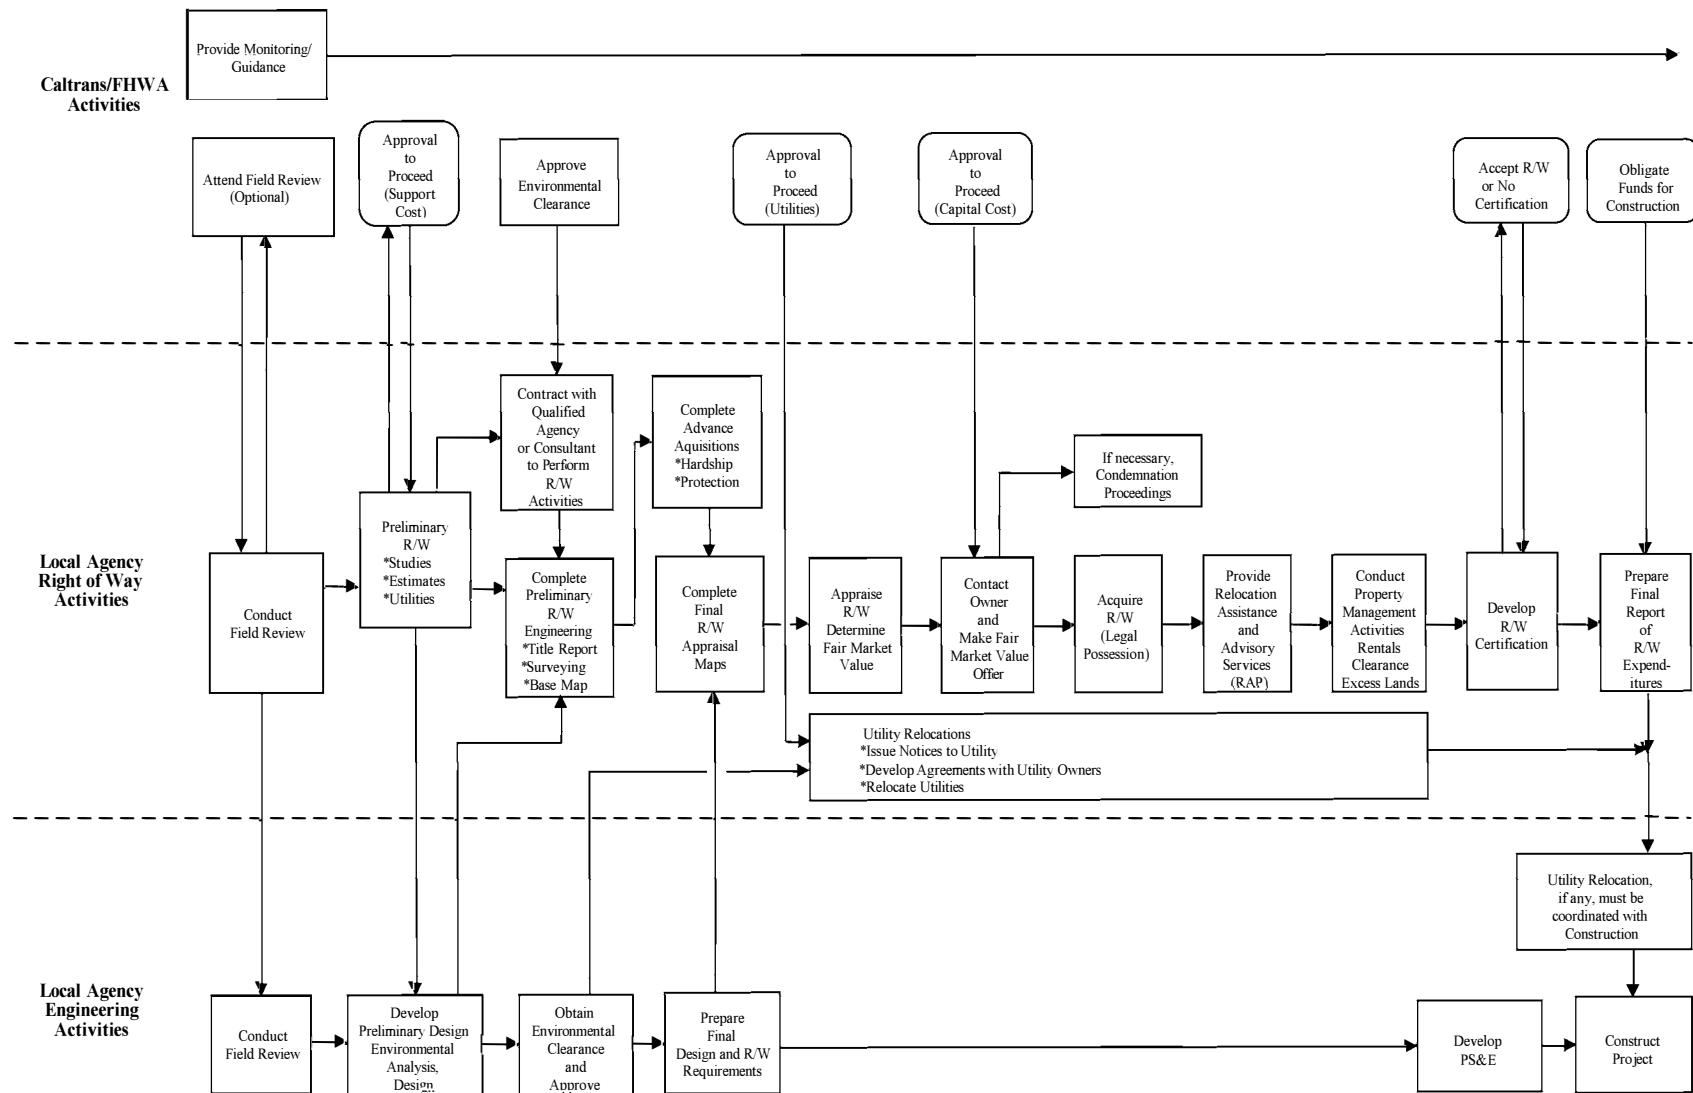 Provide Monitoring/
Guidance
Caltrans/FHWA
Activities
Attend Field Review
(Optional)
Approval
to
Proceed
(Support
Cost)
Approve
Environmental
Clearance
Approval
to
Proceed
(Utilities)
Approval
to
Proceed
(Capital Cost)
Accept R/W
or No
Certification
Obligate
Funds for
Construction
Local Agency
Right of Way
Activities
Conduct
Field Review
Preliminary
R/W
*Studies
*Estimates
*Utilities
Contract with
Qualified
Agency
or Consultant
to Perform
R/W
Activities
Complete
Preliminary
R/W
Engineering
*Title Report
*Surveying
*Base Map
Complete
Advance
Aquisitions
*Hardship
*Protection
Complete
Final
R/W
Appraisal
Maps
Appraise
R/W
Determine
Fair Market
Value
Contact
Owner
and
Make Fair
Market Value
Offer
If necessary,
Condemnation
Proceedings
Acquire
R/W
(Legal
Possession)
Provide
Relocation
Assistance
and
Advisory
Services
(RAP)
Conduct
Property
Management
Activities
Rentals
Clearance
Excess Lands
Develop
R/W
Certification
Prepare
Final
Report
of
R/W
Expend-
itures
Utility Relocations
*Issue Notices to Utility
*Develop Agreements with Utility Owners
*Relocate Utilities
Local Agency
Engineering
Activities
Conduct
Field Review
Develop
Preliminary Design
Environmental
Analysis,
Design
Obtain
Environmental
Clearance
and
Approve
Prepare
Final
Design and R/W
Requirements
Develop
PS&E
Utility Relocation,
if any, must be
coordinated with
Construction
Construct
Project